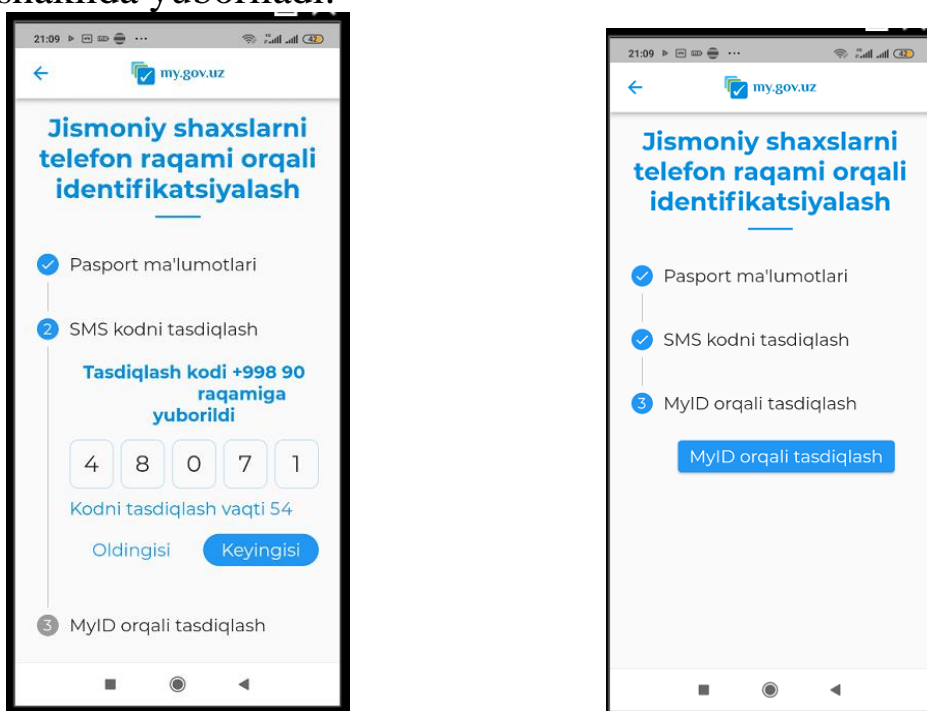 shaklida yuboriladi.
21:09
my.gov.uz
Jismoniy shaxslarni
telefon raqami orqali
identifikatsiyalash
Pasport ma'lumotlari
2 SMS kodni tasdiqlash
Tasdiqlash kodi +998 90
raqamiga
yuborildi
4 8 0 7 1
Kodni tasdiqlash vaqti 54
Oldingisi Keyingisi
3 MyID orqali tasdiqlash
21:09
my.gov.uz
Jismoniy shaxslarni
telefon raqami orqali
identifikatsiyalash
Pasport ma'lumotlari
SMS kodni tasdiqlash
3 MyID orqali tasdiqlash
MyID orqali tasdiqlash